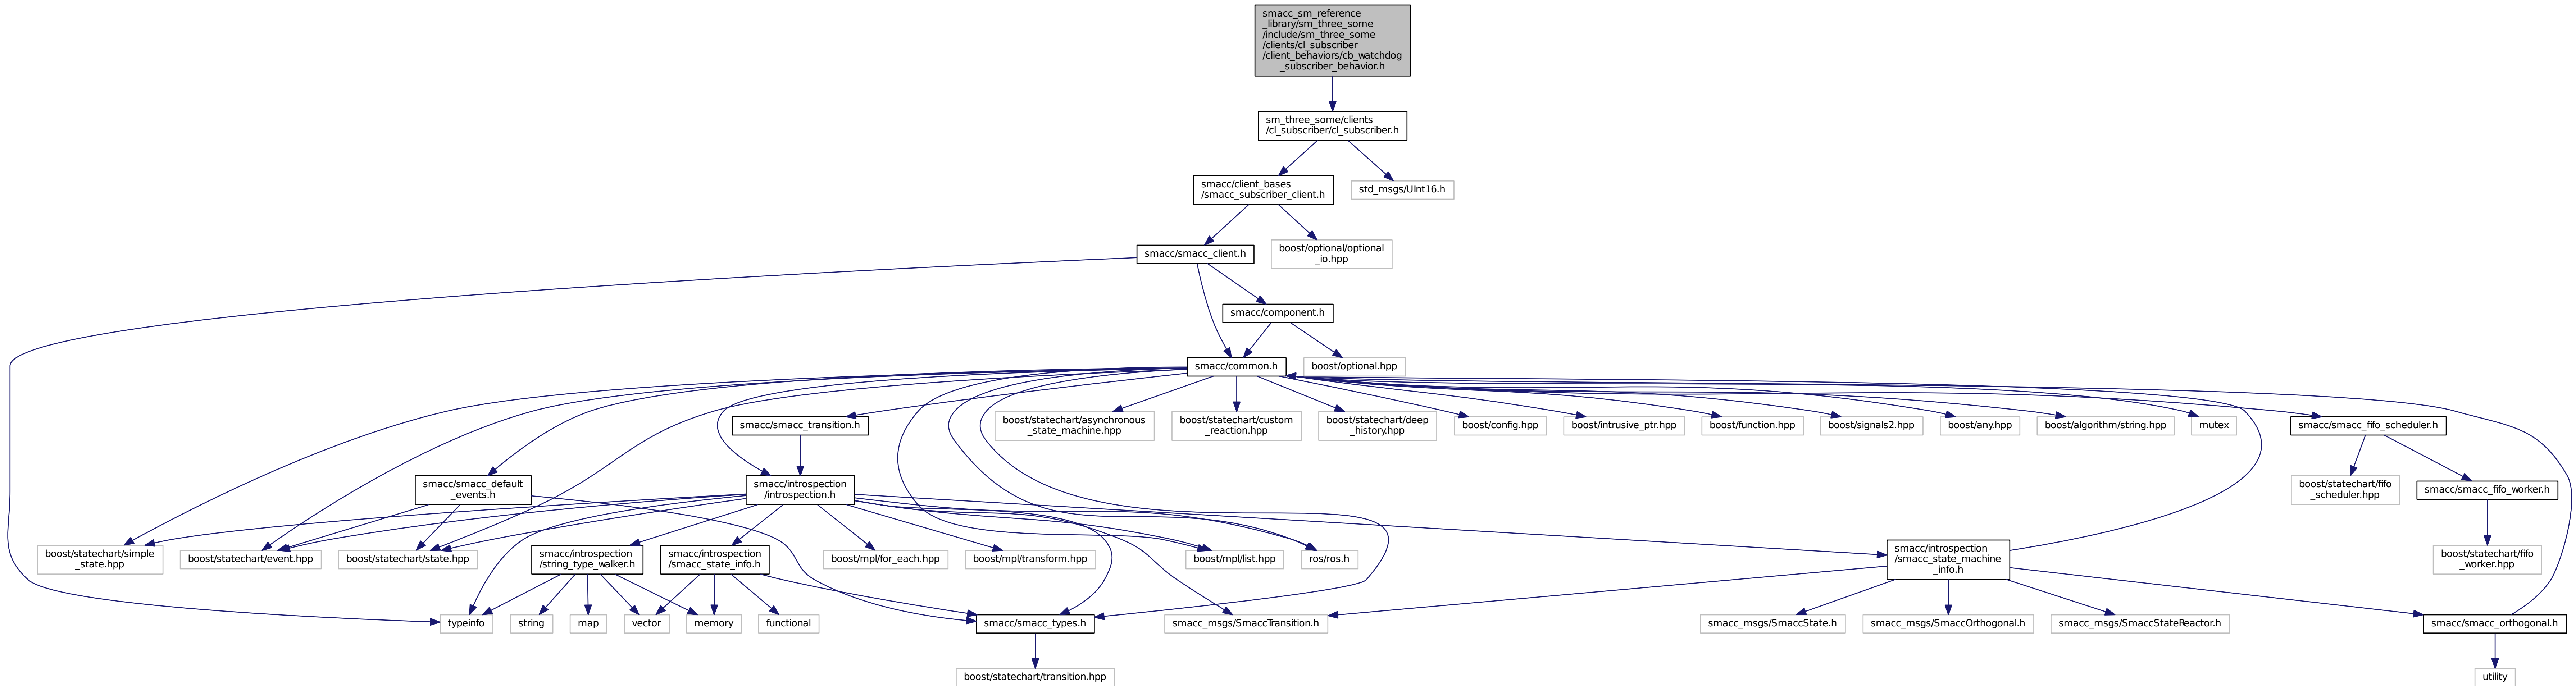 smacc_sm_reference
_library/sm_three_some
/include/sm_three_some
/clients/cl_subscriber
/client_behaviors/cb_watchdog
_subscriber_behavior.h
sm_three_some/clients
/cl_subscriber/cl_subscriber.h
smacc/client_bases
/smacc_subscriber_client.h
std_msgs/UInt16.h
smacc/smacc_client.h
boost/optional/optional
_io.hpp
smacc/component.h
smacc/common.h
boost/optional.hpp
smacc/smacc_transition.h
boost/statechart/asynchronous
_state_machine.hpp
boost/statechart/custom
_reaction.hpp
boost/statechart/deep
_history.hpp
boost/config.hpp
boost/intrusive_ptr.hpp
boost/function.hpp
boost/signals2.hpp
boost/any.hpp
boost/algorithm/string.hpp
mutex
smacc/smacc_fifo_scheduler.h
smacc/smacc_default
_events.h
smacc/introspection
/introspection.h
boost/statechart/fifo
_scheduler.hpp
smacc/smacc_fifo_worker.h
boost/statechart/simple
_state.hpp
boost/statechart/event.hpp
boost/statechart/state.hpp
smacc/introspection
/string_type_walker.h
smacc/introspection
/smacc_state_info.h
boost/mpl/for_each.hpp
boost/mpl/transform.hpp
boost/mpl/list.hpp
ros/ros.h
smacc/introspection
/smacc_state_machine
_info.h
boost/statechart/fifo
_worker.hpp
typeinfo
string
map
vector
memory
functional
smacc/smacc_types.h
smacc_msgs/SmaccTransition.h
smacc_msgs/SmaccState.h
smacc_msgs/SmaccOrthogonal.h
smacc_msgs/SmaccStateReactor.h
smacc/smacc_orthogonal.h
boost/statechart/transition.hpp
utility